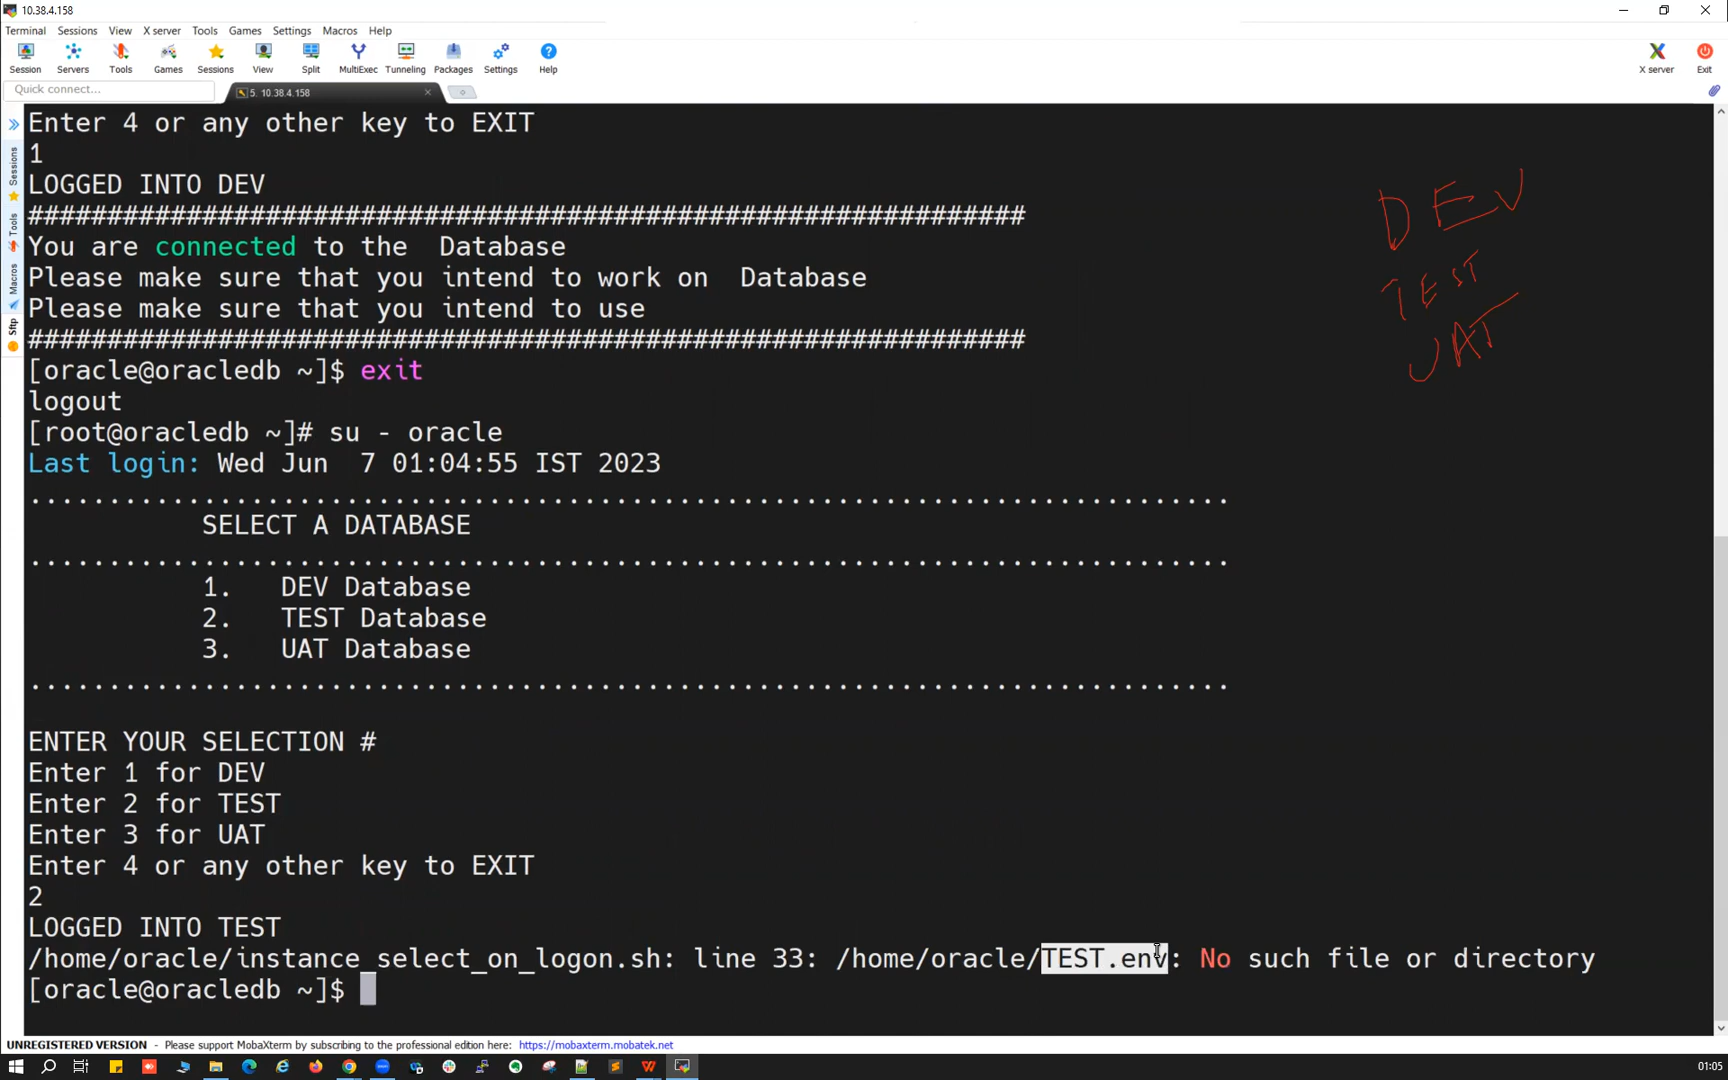 10.38.4.158
Terminal Sessions View X server Tools Games Settings Macros Help
Session Servers Tools Games Sessions View Split MultiExec Tunneling Packages Settings Help X server Exit
Quick connect...
5. 10.38.4.158
Sessions
Tools
Macros
Sftp
Enter 4 or any other key to EXIT
1
LOGGED INTO DEV
###############################################################
You are connected to the  Database
Please make sure that you intend to work on  Database
Please make sure that you intend to use
###############################################################
[oracle@oracledb ~]$ exit
logout
[root@oracledb ~]# su - oracle
Last login: Wed Jun  7 01:04:55 IST 2023
............................................................................
SELECT A DATABASE
............................................................................
1.   DEV Database
2.   TEST Database
3.   UAT Database
............................................................................
ENTER YOUR SELECTION #
Enter 1 for DEV
Enter 2 for TEST
Enter 3 for UAT
Enter 4 or any other key to EXIT
2
LOGGED INTO TEST
/home/oracle/instance_select_on_logon.sh: line 33: /home/oracle/TEST.env: No such file or directory
[oracle@oracledb ~]$
DEV
TEST
UAT
UNREGISTERED VERSION - Please support MobaXterm by subscribing to the professional edition here: https://mobaxterm.mobatek.net
01:05